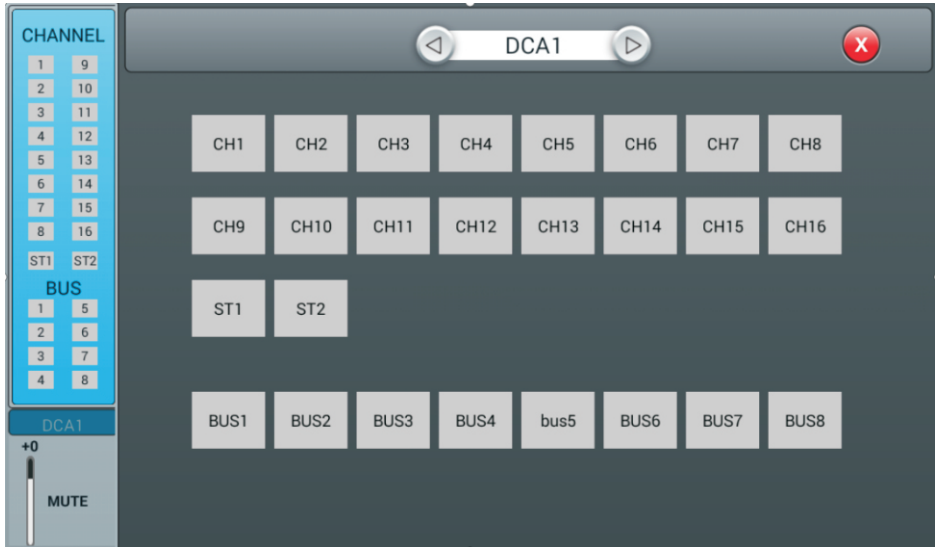 CHANNEL
1 9
2 10
3 11
4 12
5 13
6 14
7 15
8 16
ST1 ST2
BUS
1 5
2 6
3 7
4 8
DCA1
+0
MUTE
DCA1
X
CH1 CH2 CH3 CH4 CH5 CH6 CH7 CH8
CH9 CH10 CH11 CH12 CH13 CH14 CH15 CH16
ST1 ST2
BUS1 BUS2 BUS3 BUS4 bus5 BUS6 BUS7 BUS8